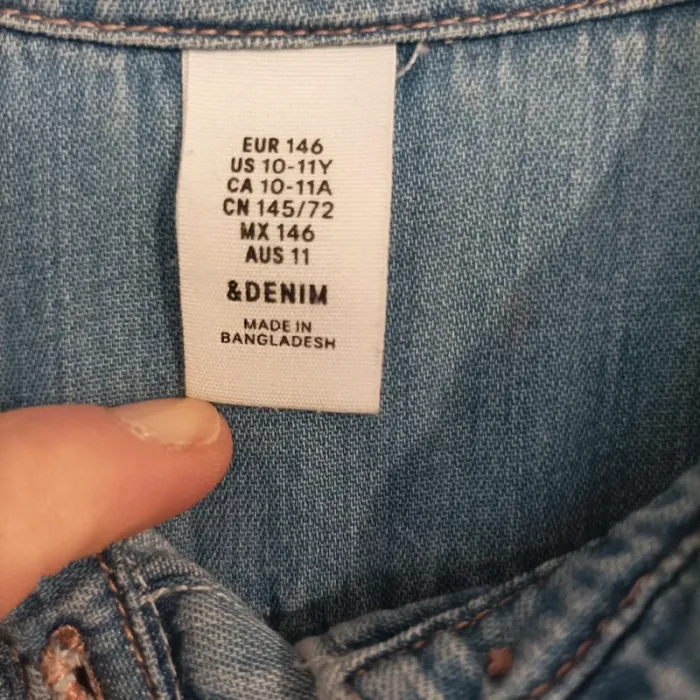 EUR 146
US 10-11Y
CA 10-11A
CN 145/72
MX 146
AUS 11
&DENIM
MADE IN
BANGLADESH